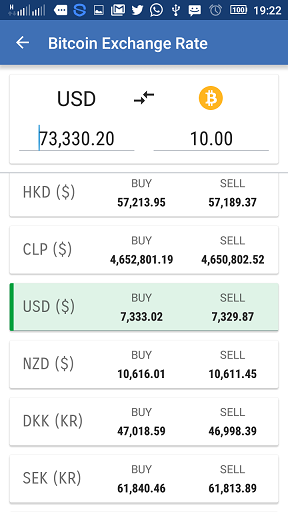 19:22
Bitcoin Exchange Rate
USD
73,330.20 10.00
BUY SELL
HKD ($) 57,213.95 57,189.37
BUY SELL
CLP ($) 4,652,801.19 4,650,802.52
BUY SELL
USD ($) 7,333.02 7,329.87
BUY SELL
NZD ($) 10,616.01 10,611.45
BUY SELL
DKK (KR) 47,018.59 46,998.39
BUY SELL
SEK (KR) 61,840.46 61,813.89